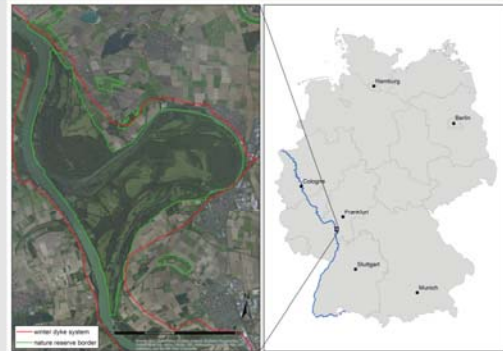 winter dyke system
nature reserve border
Hamburg
Berlin
Cologne
Frankfurt
Stuttgart
Munich